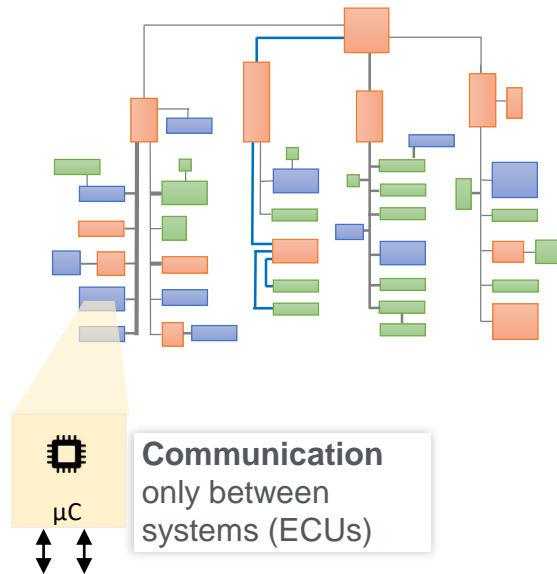 μC
Communication
only between
systems (ECUs)